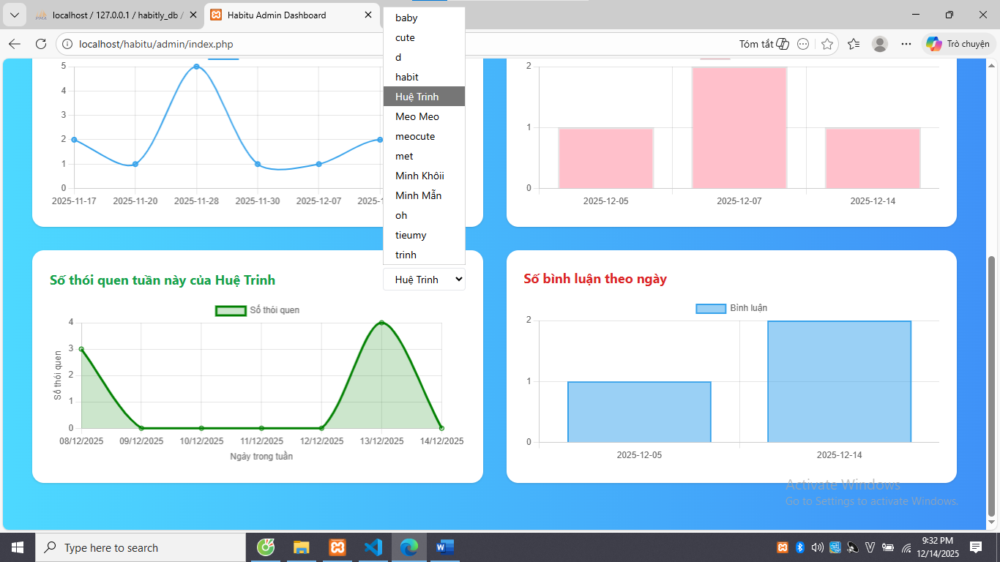 localhost / 127.0.0.1 / habitly_db /
Habitu Admin Dashboard
localhost/habitu/admin/index.php
Tóm tắt
Trò chuyện
baby
cute
d
habit
Huệ Trinh
Meo Meo
meocute
met
Minh Khôii
Minh Mẫn
oh
tieumy
trinh
5
4
3
2
1
0
2025-11-17
2025-11-20
2025-11-28
2025-11-30
2025-12-07
2025-1
2
1
0
2025-12-05
2025-12-07
2025-12-14
Số thói quen tuần này của Huệ Trinh
Huệ Trinh
Số thói quen
4
3
2
1
0
Số thói quen
08/12/2025
09/12/2025
10/12/2025
11/12/2025
12/12/2025
13/12/2025
14/12/2025
Ngày trong tuần
Số bình luận theo ngày
Bình luận
2
1
0
2025-12-05
2025-12-14
Activate Windows
Go to Settings to activate Windows.
Type here to search
9:32 PM
12/14/2025